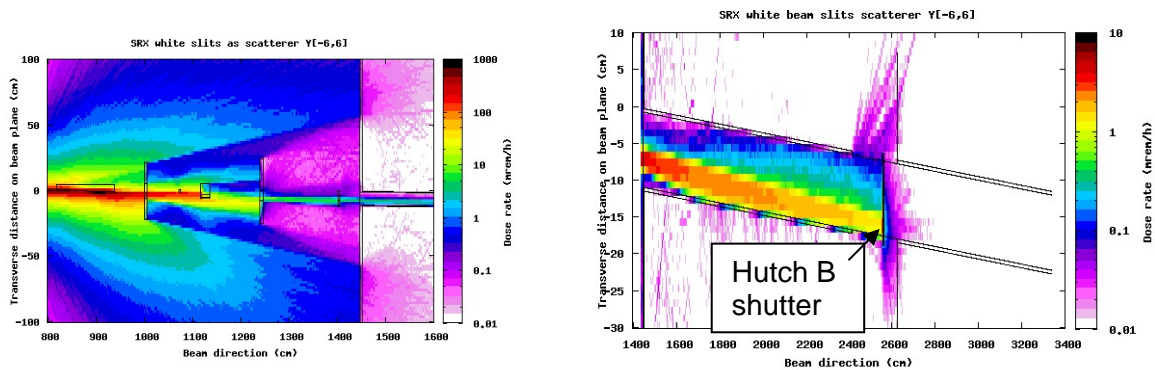 SRX white slits as scatterer Y[-6,6]
Transverse distance on beam plane (cm)
100
50
0
-50
-100
800 900 1000 1100 1200 1300 1400 1500 1600
Beam direction (cm)
1000
100
10
1
0.1
0.01
Dose rate (mrem/h)
SRX white beam slits scatterer Y[-6,6]
Transverse distance on beam plane (cm)
10
5
0
-5
-10
-15
-20
-25
-30
1400 1600 1800 2000 2200 2400 2600 2800 3000 3200 3400
Beam direction (cm)
10
1
0.1
0.01
Dose rate (mrem/h)
Hutch B
shutter